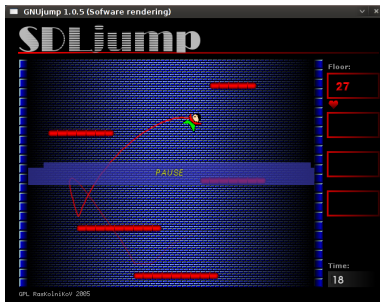 GNUjump 1.0.5 (Sofware rendering)
SDLjump
Floor:
27
PAUSE
Time:
18
GPL RasKolniKoV 2005